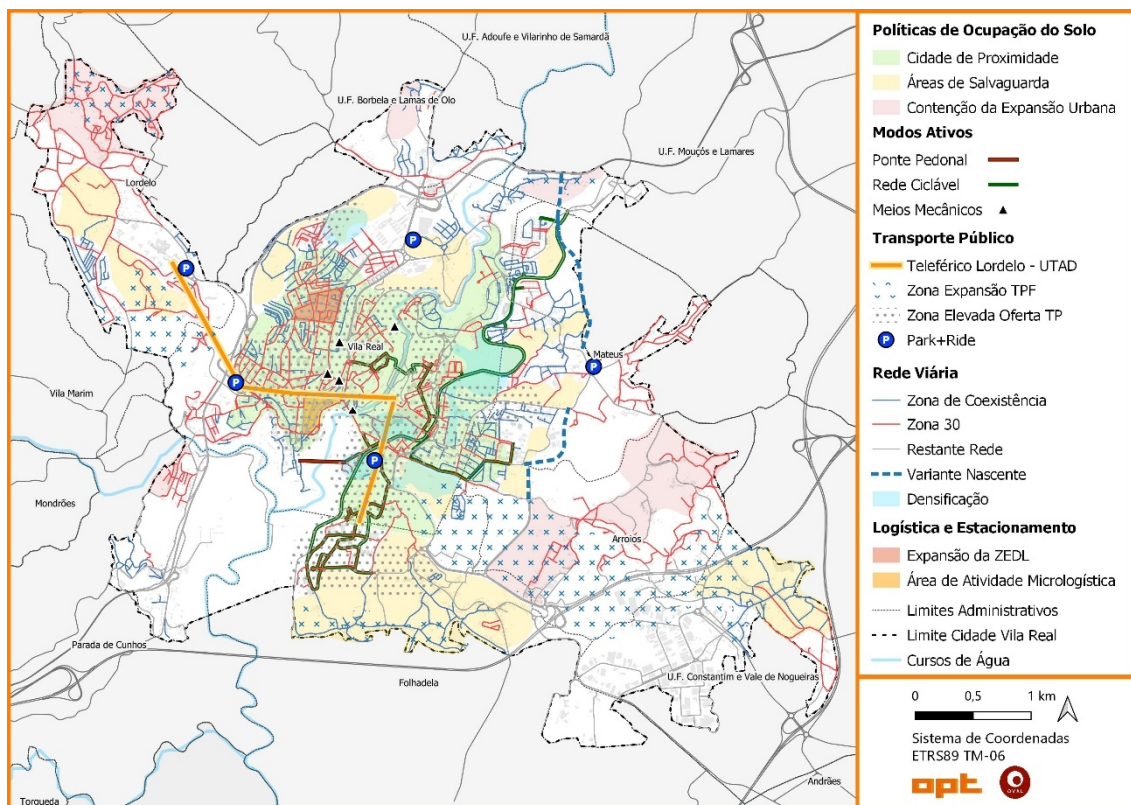 U.F. Adoufe e Vilarinho de Samardã
U.F. Borbela e Lamas de Olo
U.F. Mouçós e Lamares
Lordelo
P
P
Vila Real
Mateus
P
P
Vila Marim
P
Mondrões
Arroios
Parada de Cunhos
Folhadela
U.F. Constantim e Vale de Nogueiras
Andrães
Torgueda
Políticas de Ocupação do Solo
Cidade de Proximidade
Áreas de Salvaguarda
Contenção da Expansão Urbana
Modos Ativos
Ponte Pedonal
Rede Ciclável
Meios Mecânicos
Transporte Público
Teleférico Lordelo - UTAD
Zona Expansão TPF
Zona Elevada Oferta TP
P Park+Ride
Rede Viária
Zona de Coexistência
Zona 30
Restante Rede
Variante Nascente
Densificação
Logística e Estacionamento
Expansão da ZEDL
Área de Atividade Micrologística
Limites Administrativos
Limite Cidade Vila Real
Cursos de Água
0 0,5 1 km
Sistema de Coordenadas
ETRS89 TM-06
opt
OVAL